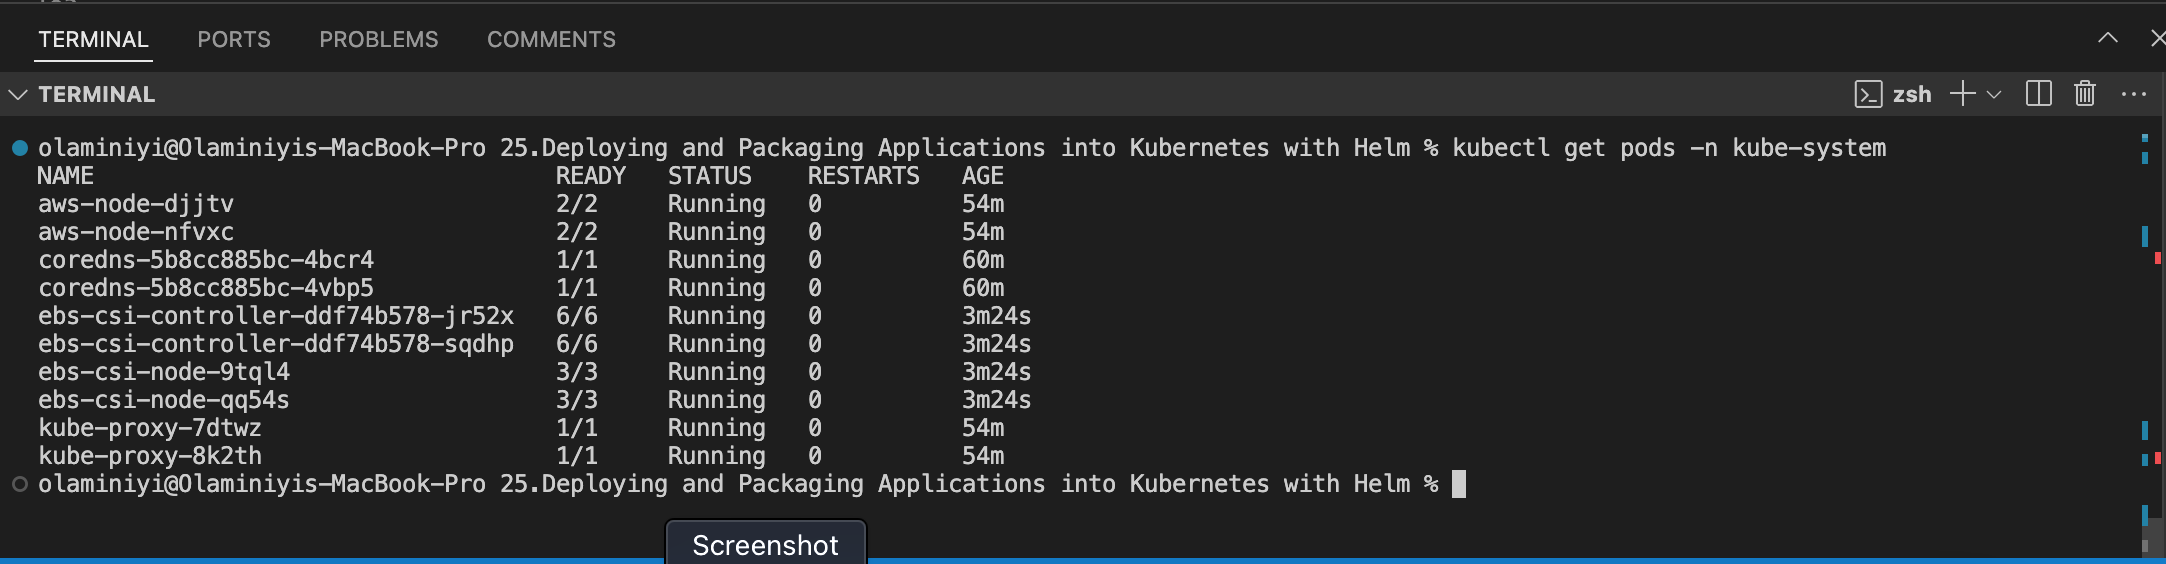 TERMINAL PORTS PROBLEMS COMMENTS
TERMINAL zsh
olaminiyi@Olaminiyis-MacBook-Pro 25.Deploying and Packaging Applications into Kubernetes with Helm % kubectl get pods -n kube-system
NAME READY STATUS RESTARTS AGE
aws-node-djjtv 2/2 Running 0 54m
aws-node-nfvxc 2/2 Running 0 54m
coredns-5b8cc885bc-4bcr4 1/1 Running 0 60m
coredns-5b8cc885bc-4vbp5 1/1 Running 0 60m
ebs-csi-controller-ddf74b578-jr52x 6/6 Running 0 3m24s
ebs-csi-controller-ddf74b578-sqdhp 6/6 Running 0 3m24s
ebs-csi-node-9tql4 3/3 Running 0 3m24s
ebs-csi-node-qq54s 3/3 Running 0 3m24s
kube-proxy-7dtwz 1/1 Running 0 54m
kube-proxy-8k2th 1/1 Running 0 54m
olaminiyi@Olaminiyis-MacBook-Pro 25.Deploying and Packaging Applications into Kubernetes with Helm %
Screenshot